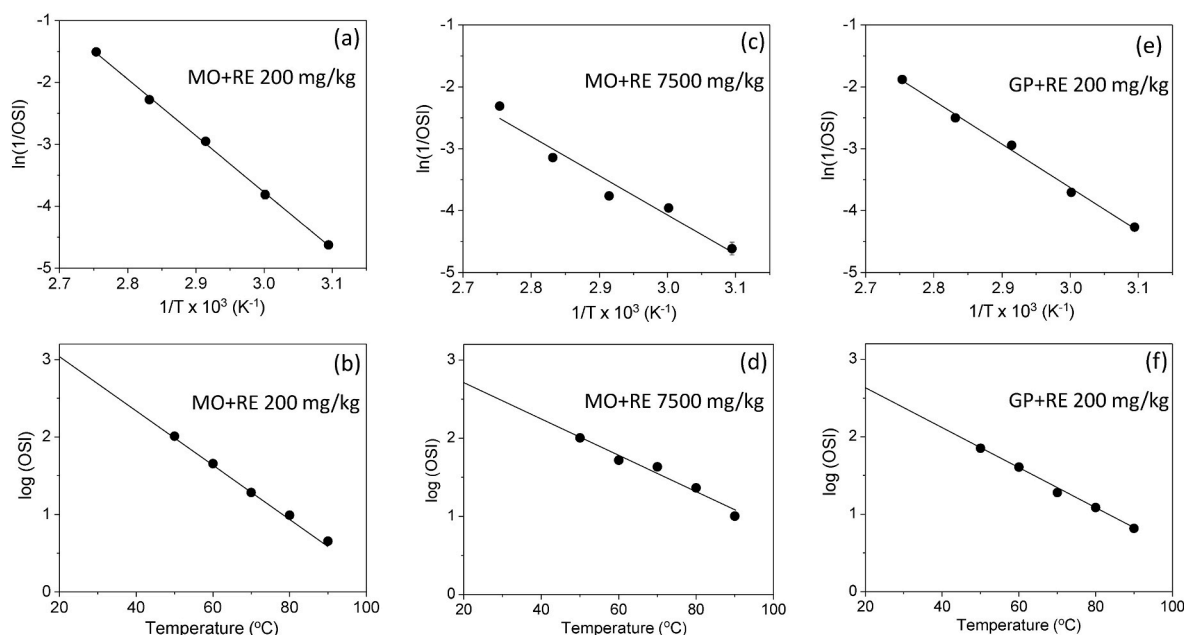 (a)
MO+RE 200 mg/kg
ln(1/OSI)
-1
-2
-3
-4
-5
2.7 2.8 2.9 3.0 3.1
1/T x 10³ (K⁻¹)
(c)
MO+RE 7500 mg/kg
ln(1/OSI)
-1
-2
-3
-4
-5
2.7 2.8 2.9 3.0 3.1
1/T x 10³ (K⁻¹)
(e)
GP+RE 200 mg/kg
ln(1/OSI)
-1
-2
-3
-4
-5
2.7 2.8 2.9 3.0 3.1
1/T x 10³ (K⁻¹)
(b)
MO+RE 200 mg/kg
log (OSI)
3
2
1
0
20 40 60 80 100
Temperature (°C)
(d)
MO+RE 7500 mg/kg
log (OSI)
3
2
1
0
20 40 60 80 100
Temperature (°C)
(f)
GP+RE 200 mg/kg
log (OSI)
3
2
1
0
20 40 60 80 100
Temperature (°C)